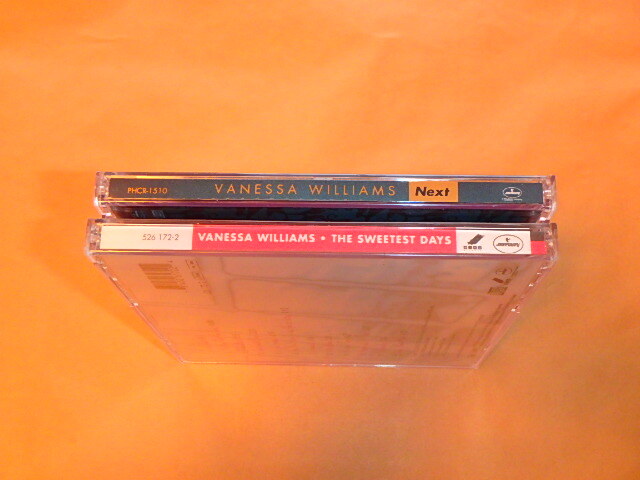 PHCR-1510 VANESSA WILLIAMS Next
526 172-2 VANESSA WILLIAMS • THE SWEETEST DAYS